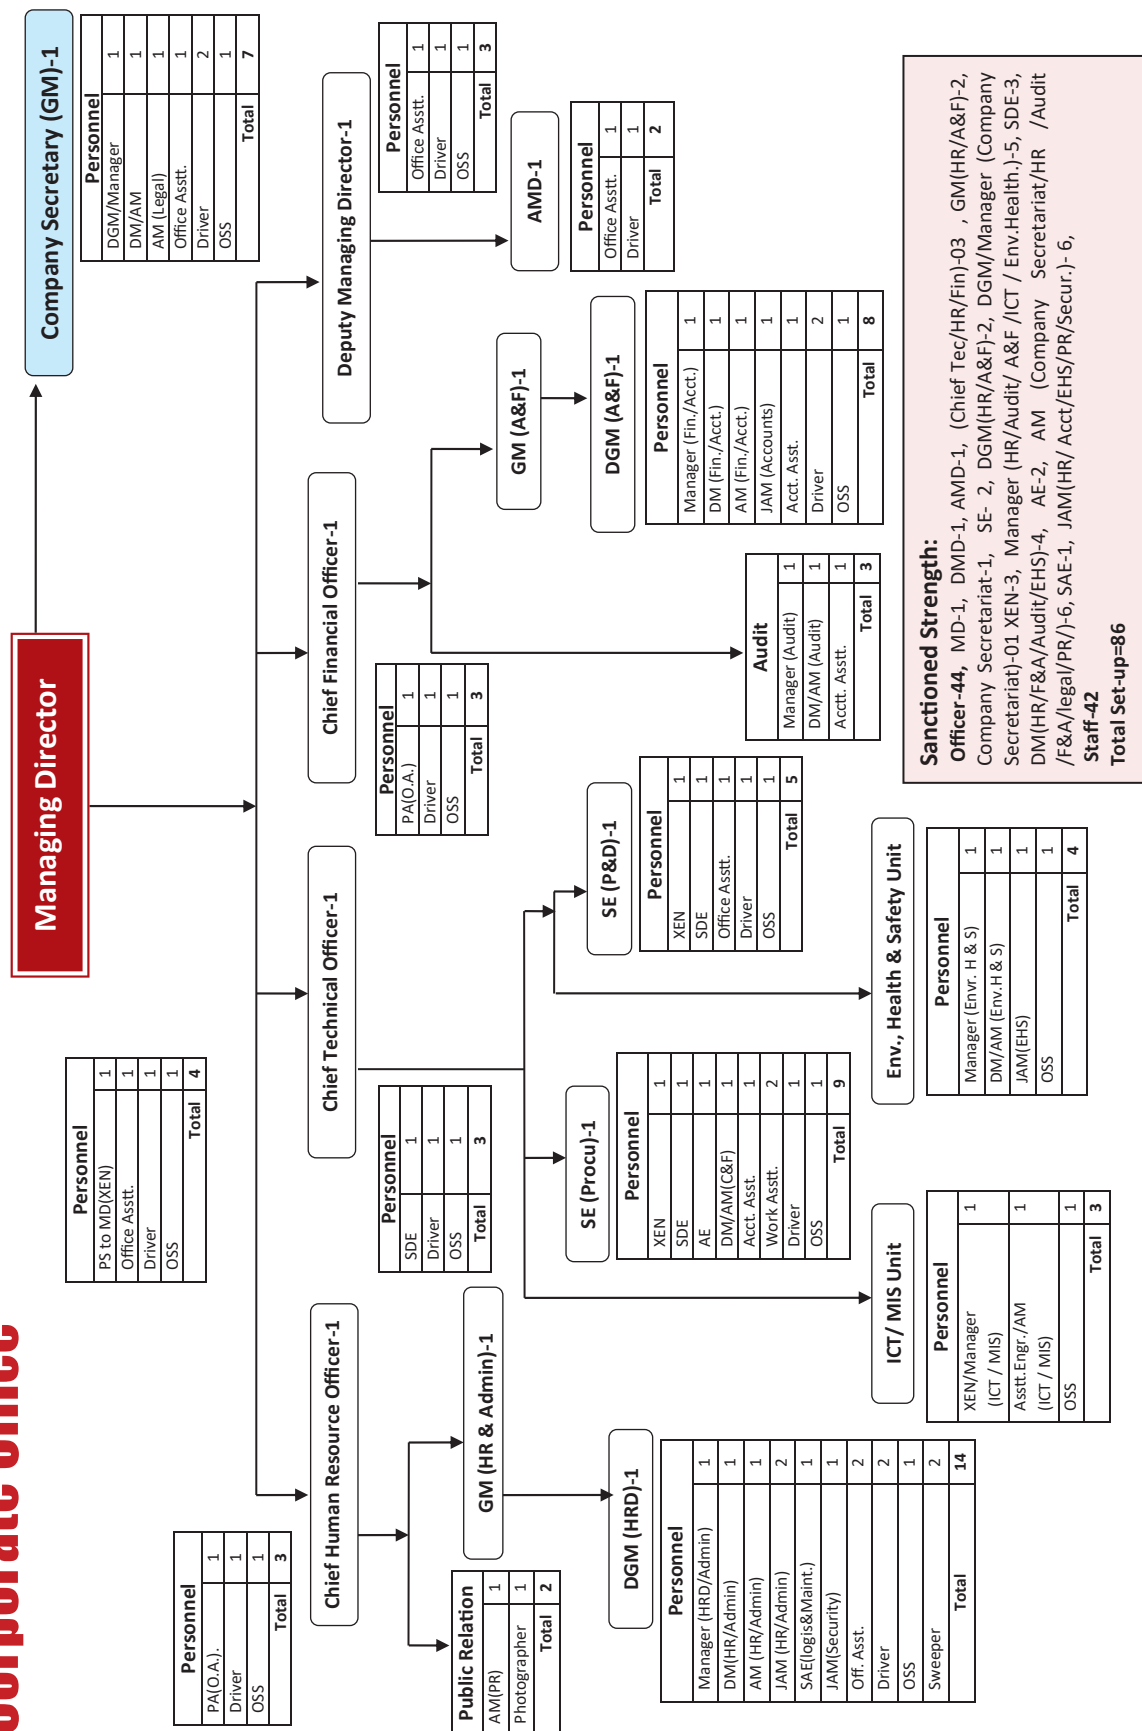 Corporate Office
Managing Director
Company Secretary (GM)-1
Personnel
DGM/Manager 1
DM/AM 1
AM (Legal) 1
Office Asstt. 1
Driver 2
OSS 1
Total 7
Personnel
PS to MD(XEN) 1
Office Asstt. 1
Driver 1
OSS 1
Total 4
Personnel
PA(O.A.). 1
Driver 1
OSS 1
Total 3
Chief Human Resource Officer-1
Public Relation
AM(PR) 1
Photographer 1
Total 2
GM (HR & Admin)-1
DGM (HRD)-1
Personnel
Manager (HRD/Admin) 1
DM(HR/Admin) 1
AM (HR/Admin) 1
JAM (HR/Admin) 2
SAE(logis&Maint.) 1
JAM(Security) 1
Off. Asst. 2
Driver 2
OSS 1
Sweeper 2
Total 14
Chief Technical Officer-1
Personnel
SDE 1
Driver 1
OSS 1
Total 3
SE (Procu)-1
Personnel
XEN 1
SDE 1
AE 1
DM/AM(C&F) 1
Acct. Asst. 1
Work Asstt. 2
Driver 1
OSS 1
Total 9
SE (P&D)-1
Personnel
XEN 1
SDE 1
Office Asstt. 1
Driver 1
OSS 1
Total 5
ICT/ MIS Unit
Personnel
XEN/Manager 1
(ICT / MIS)
Asstt.Engr./AM 1
(ICT / MIS)
OSS 1
Total 3
Env., Health & Safety Unit
Personnel
Manager (Envr. H & S) 1
DM/AM (Env.H & S) 1
JAM(EHS) 1
OSS 1
Total 4
Chief Financial Officer-1
Personnel
PA(O.A.) 1
Driver 1
OSS 1
Total 3
Audit
Manager (Audit) 1
DM/AM (Audit) 1
Acctt. Asstt. 1
Total 3
GM (A&F)-1
DGM (A&F)-1
Personnel
Manager (Fin./Acct.) 1
DM (Fin./Acct.) 1
AM (Fin./Acct.) 1
JAM (Accounts) 1
Acct. Asst. 1
Driver 2
OSS 1
Total 8
Deputy Managing Director-1
Personnel
Office Asstt. 1
Driver 1
OSS 1
Total 3
AMD-1
Personnel
Office Asstt. 1
Driver 1
Total 2
Sanctioned Strength:
Officer-44, MD-1, DMD-1, AMD-1, (Chief Tec/HR/Fin)-03 , GM(HR/A&F)-2,
Company Secretariat-1, SE- 2, DGM(HR/A&F)-2, DGM/Manager (Company
Secretariat)-01 XEN-3, Manager (HR/Audit/ A&F /ICT / Env.Health.)-5, SDE-3,
DM(HR/F&A/Audit/EHS)-4, AE-2, AM (Company Secretariat/HR /Audit
/F&A/legal/PR/)-6, SAE-1, JAM(HR/ Acct/EHS/PR/Secur.)- 6,
Staff-42
Total Set-up=86